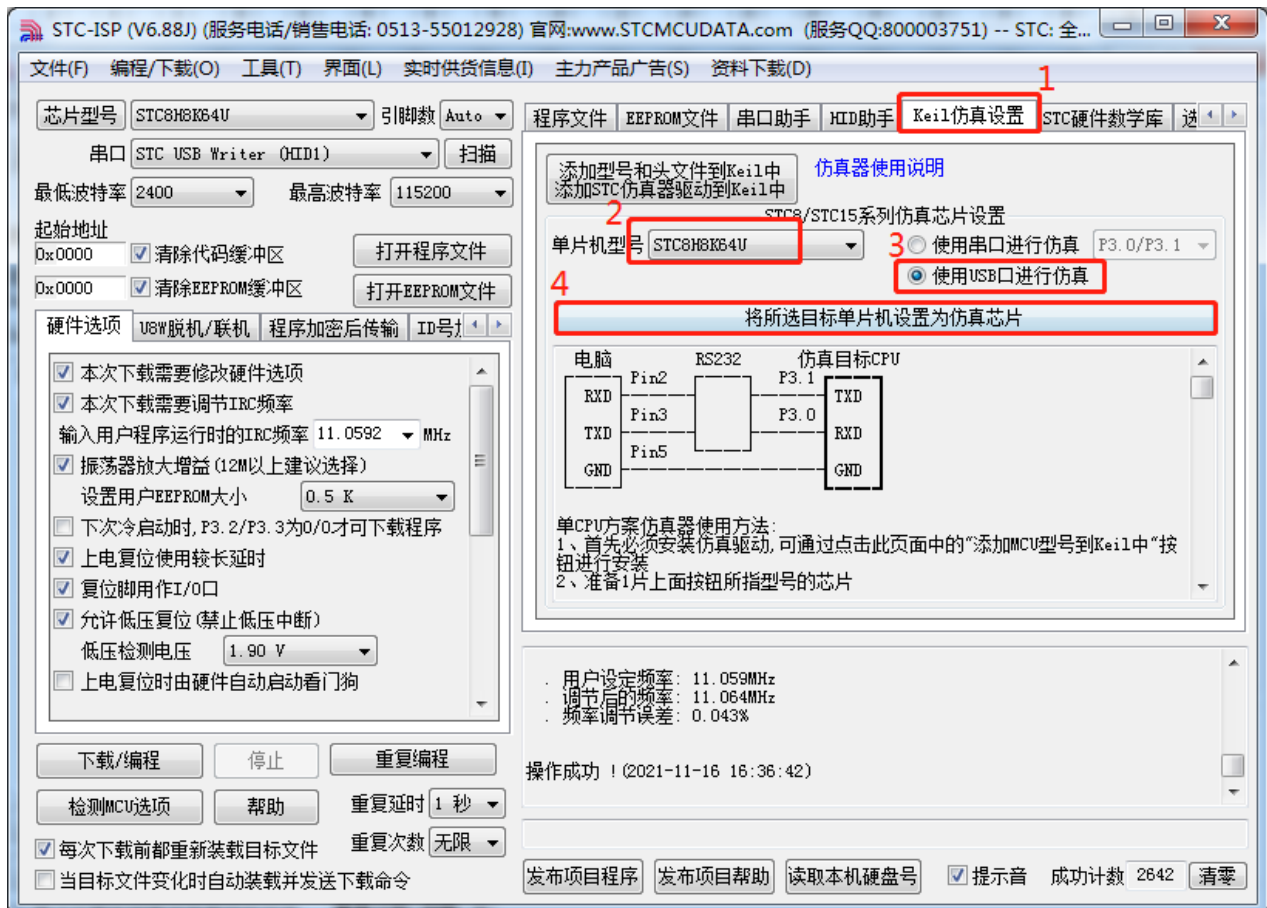 STC-ISP (V6.88J) (服务电话/销售电话: 0513-55012928) 官网:www.STCMCUDATA.com (服务QQ:800003751) -- STC: 全...
文件(F) 编程/下载(O) 工具(T) 界面(L) 实时供货信息(I) 主力产品广告(S) 资料下载(D)
芯片型号 STC8H8K64U 引脚数 Auto
串口 STC USB Writer (HID1) 扫描
最低波特率 2400 最高波特率 115200
起始地址
0x0000 清除代码缓冲区 打开程序文件
0x0000 清除EEPROM缓冲区 打开EEPROM文件
硬件选项 U8W脱机/联机 程序加密后传输 ID号
本次下载需要修改硬件选项
本次下载需要调节IRC频率
输入用户程序运行时的IRC频率 11.0592 MHz
振荡器放大增益(12M以上建议选择)
设置用户EEPROM大小 0.5 K
下次冷启动时,P3.2/P3.3为0/0才可下载程序
上电复位使用较长延时
复位脚用作I/O口
允许低压复位(禁止低压中断)
低压检测电压 1.90 V
上电复位时由硬件自动启动看门狗
下载/编程 停止 重复编程
检测MCU选项 帮助 重复延时 1 秒
每次下载前都重新装载目标文件 重复次数 无限
当目标文件变化时自动装载并发送下载命令
1
程序文件 EEPROM文件 串口助手 HID助手 Keil仿真设置 STC硬件数学库 选
添加型号和头文件到Keil中
添加STC仿真器驱动到Keil中
仿真器使用说明
STC8/STC15系列仿真芯片设置
2
单片机型号 STC8H8K64U
3
使用串口进行仿真 P3.0/P3.1
使用USB口进行仿真
4
将所选目标单片机设置为仿真芯片
电脑 RS232 仿真目标CPU
Pin2 P3.1
RXD TXD
Pin3 P3.0
TXD RXD
Pin5
GND GND
单CPU方案仿真器使用方法:
1、首先必须安装仿真驱动,可通过点击此页面中的"添加MCU型号到Keil中"按
钮进行安装
2、准备1片上面按钮所指型号的芯片
. 用户设定频率: 11.059MHz
. 调节后的频率: 11.064MHz
. 频率调节误差: 0.043%
操作成功 !(2021-11-16 16:36:42)
发布项目程序 发布项目帮助 读取本机硬盘号 提示音 成功计数 2642 清零